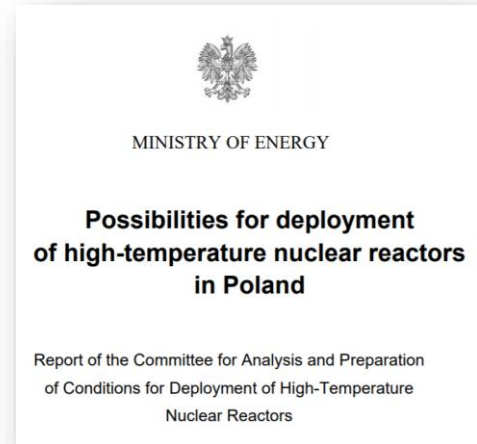 MINISTRY OF ENERGY
Possibilities for deployment
of high-temperature nuclear reactors
in Poland
Report of the Committee for Analysis and Preparation
of Conditions for Deployment of High-Temperature
Nuclear Reactors